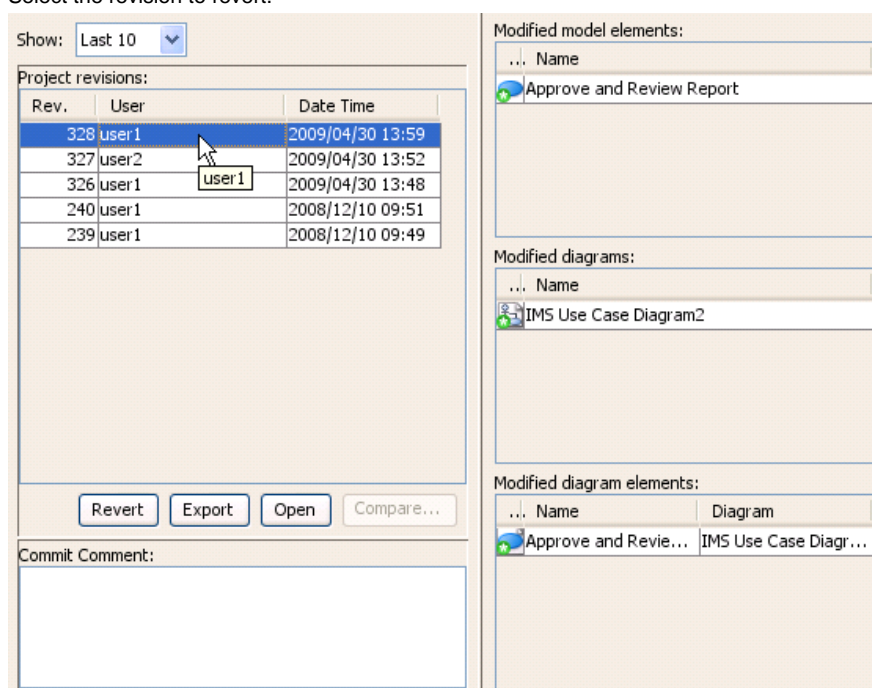 Select the revision to revert.
Show: Last 10
Project revisions:
Rev. User Date Time
328 user1 2009/04/30 13:59
327 user2 2009/04/30 13:52
user1
326 user1 2009/04/30 13:48
240 user1 2008/12/10 09:51
239 user1 2008/12/10 09:49
Revert Export Open Compare...
Commit Comment:
Modified model elements:
... Name
Approve and Review Report
Modified diagrams:
... Name
IMS Use Case Diagram2
Modified diagram elements:
... Name Diagram
Approve and Revie... IMS Use Case Diagr...